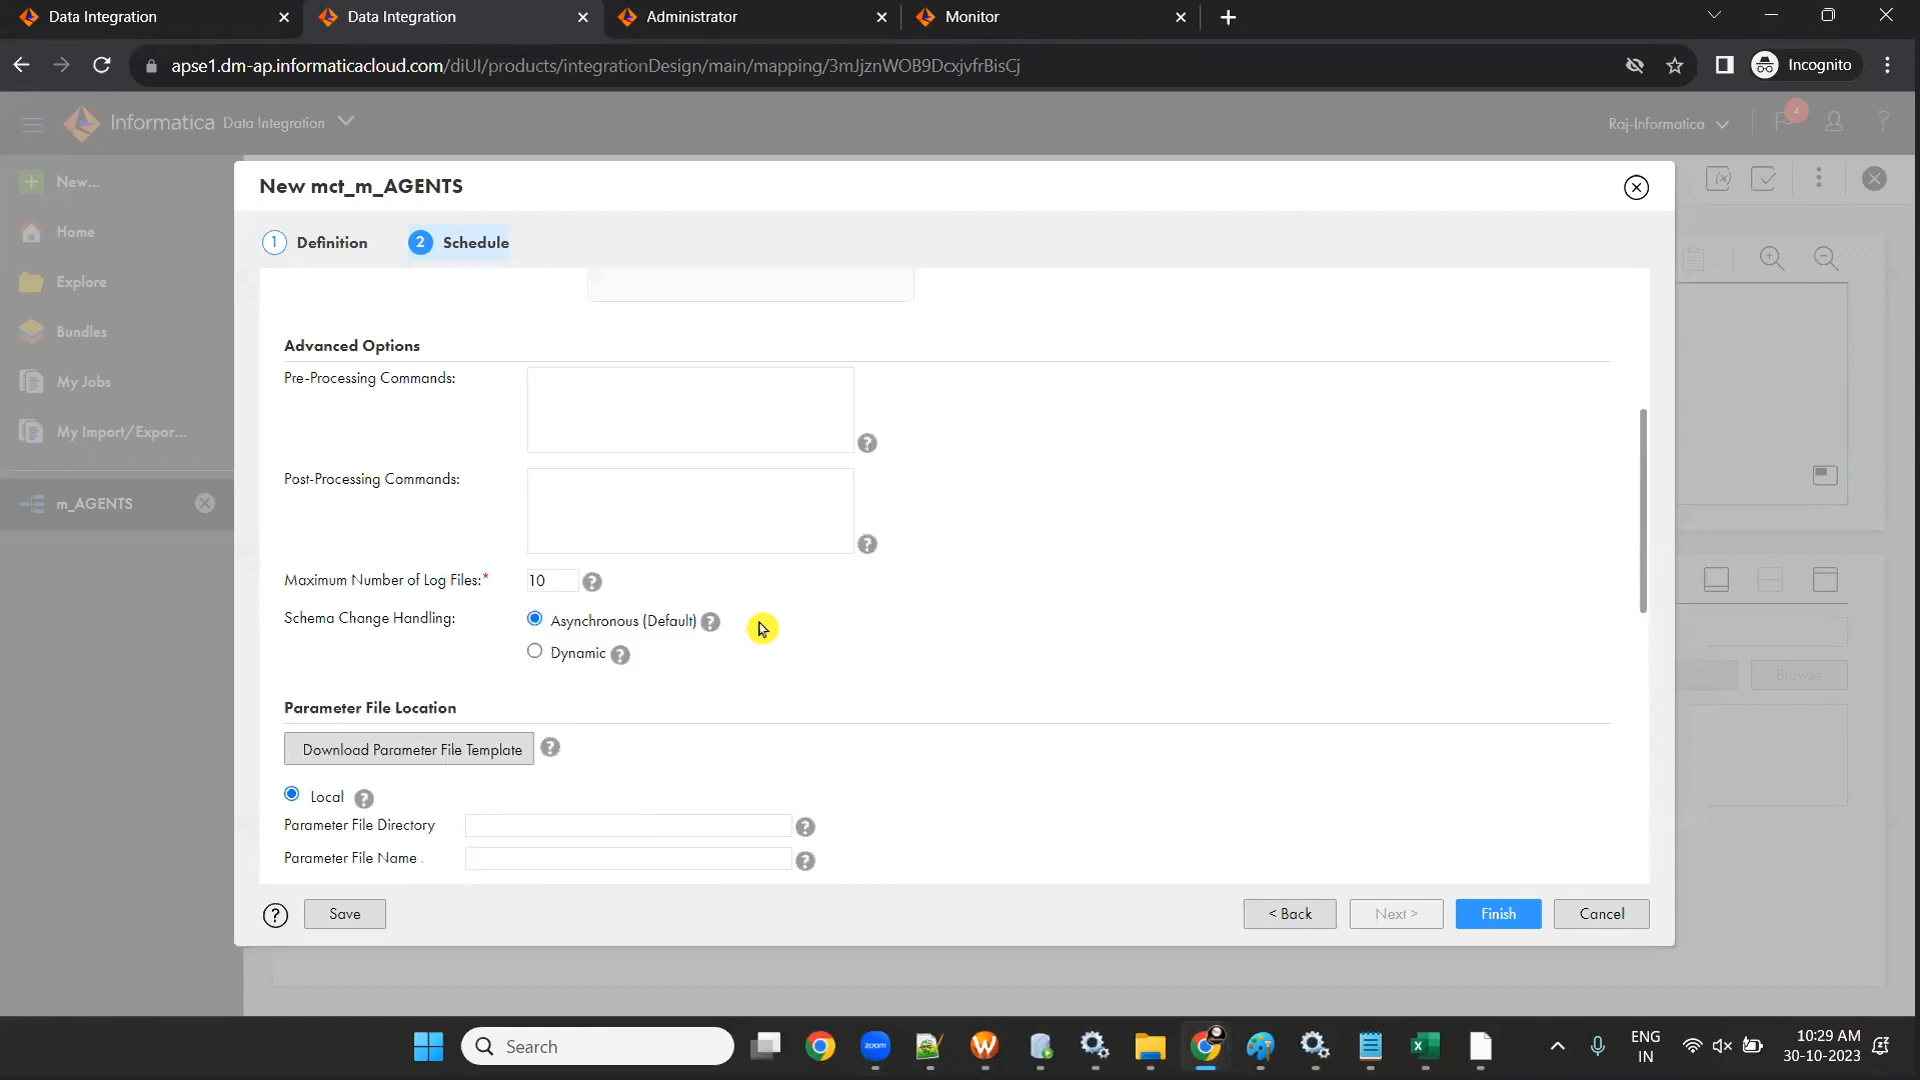 Data Integration
Data Integration
Administrator
Monitor
apse1.dm-ap.informaticacloud.com/diUI/products/integrationDesign/main/mapping/3mJjznWOB9DcxjvfrBisCj
Incognito
Informatica Data Integration
Raj-Informatica
4
New...
Home
Explore
Bundles
My Jobs
My Import/Expor...
m_AGENTS
New mct_m_AGENTS
1 Definition
2 Schedule
Advanced Options
Pre-Processing Commands:
Post-Processing Commands:
Maximum Number of Log Files:* 10
Schema Change Handling:
Asynchronous (Default)
Dynamic
Parameter File Location
Download Parameter File Template
Local
Parameter File Directory
Parameter File Name
Browse
Save
< Back
Next >
Finish
Cancel
Search
zoom
ENG
IN
10:29 AM
30-10-2023